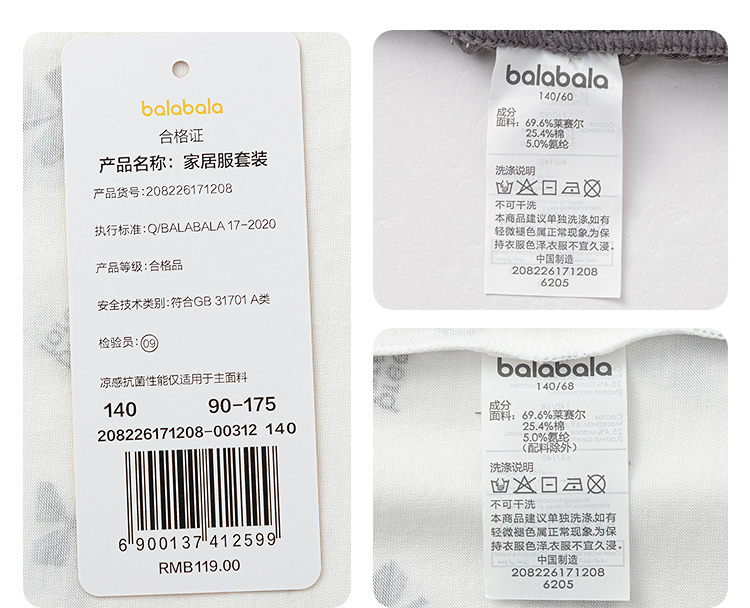 balabala
合格证
产品名称：家居服套装
产品货号:208226171208
执行标准:Q/BALABALA 17-2020
产品等级:合格品
安全技术类别:符合GB 31701 A类
检验员:09
凉感抗菌性能仅适用于主面料
140 90-175
208226171208-00312 140
6 900137 412599
RMB119.00
balabala
140/60
成分
面料：69.6%莱赛尔
25.4%棉
5.0%氨纶
洗涤说明
不可干洗
本商品建议单独洗涤,如有
轻微褪色属正常现象,为保
持衣服色泽,衣服不宜久浸。
中国制造
208226171208
6205
balabala
140/68
成分
面料：69.6%莱赛尔
25.4%棉
5.0%氨纶
（配料除外）
洗涤说明
不可干洗
本商品建议单独洗涤,如有
轻微褪色属正常现象,为保
持衣服色泽,衣服不宜久浸。
中国制造
208226171208
6205